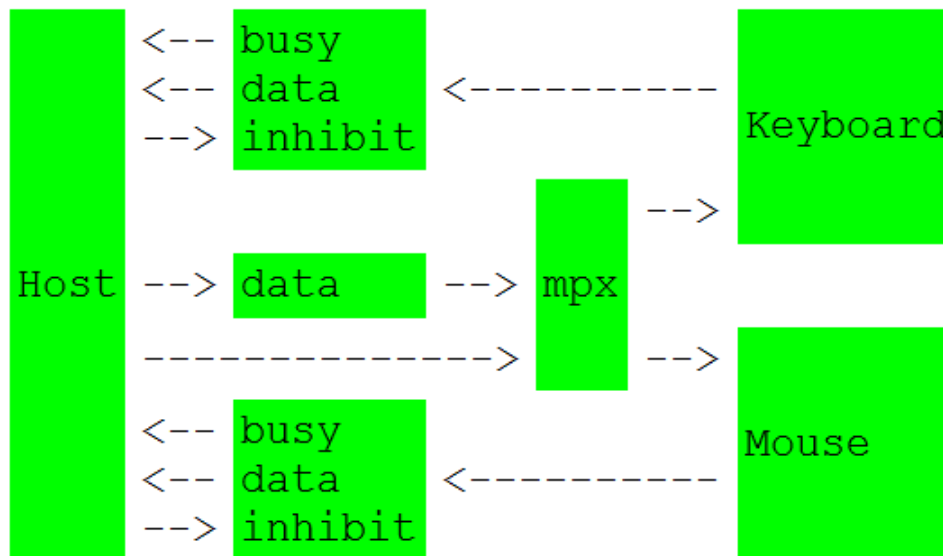 <-- busy
<-- data <----------
--> inhibit
Keyboard
-->
Host --> data --> mpx
--------------> -->
<-- busy
Mouse
<-- data <----------
--> inhibit